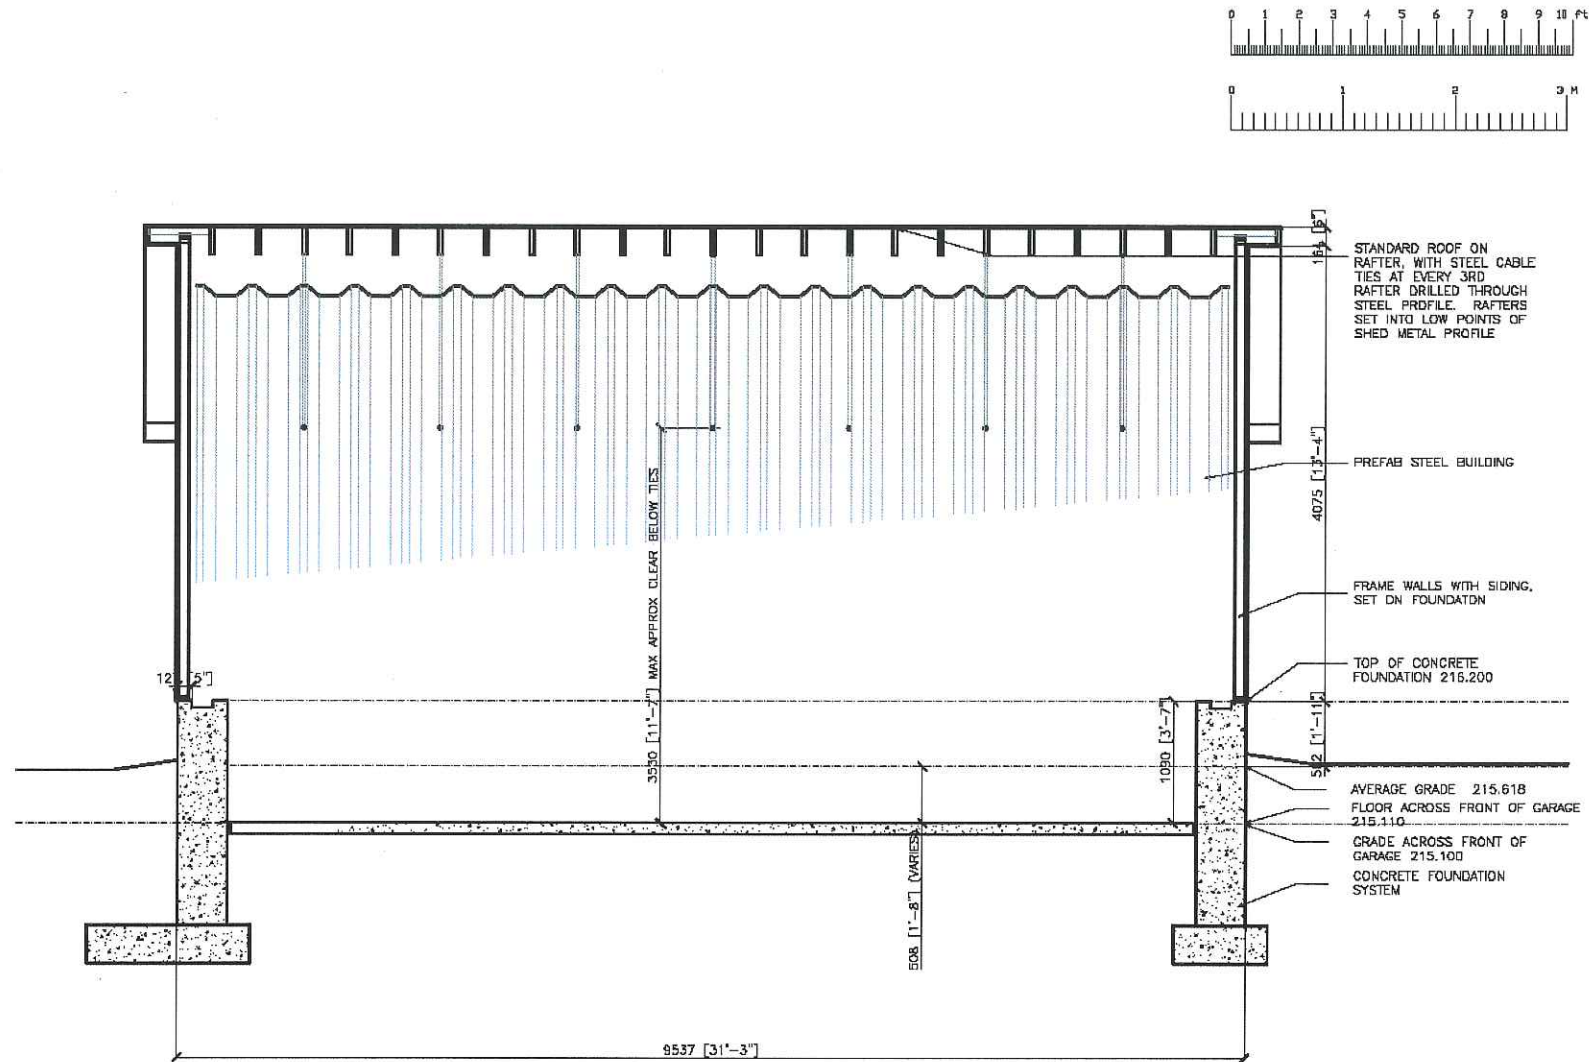 0 1 2 3 4 5 6 7 8 9 10 ft
0 1 2 3 M
[6"]
STANDARD ROOF ON
RAFTER, WITH STEEL CABLE
TIES AT EVERY 3RD
RAFTER DRILLED THROUGH
STEEL PROFILE. RAFTERS
SET INTO LOW POINTS OF
SHED METAL PROFILE
4075 [13'-4"]
PREFAB STEEL BUILDING
3530 [11'-7"] MAX APPROX CLEAR BELOW TIES
FRAME WALLS WITH SIDING,
SET ON FOUNDATON
[5"]
TOP OF CONCRETE
FOUNDATION 216.200
1090 [3'-7"]
582 [1'-11"]
AVERAGE GRADE 215.618
FLOOR ACROSS FRONT OF GARAGE
215.110
GRADE ACROSS FRONT OF
GARAGE 215.100
508 [1'-8"] (VARIES)
CONCRETE FOUNDATION
SYSTEM
9537 [31'-3"]